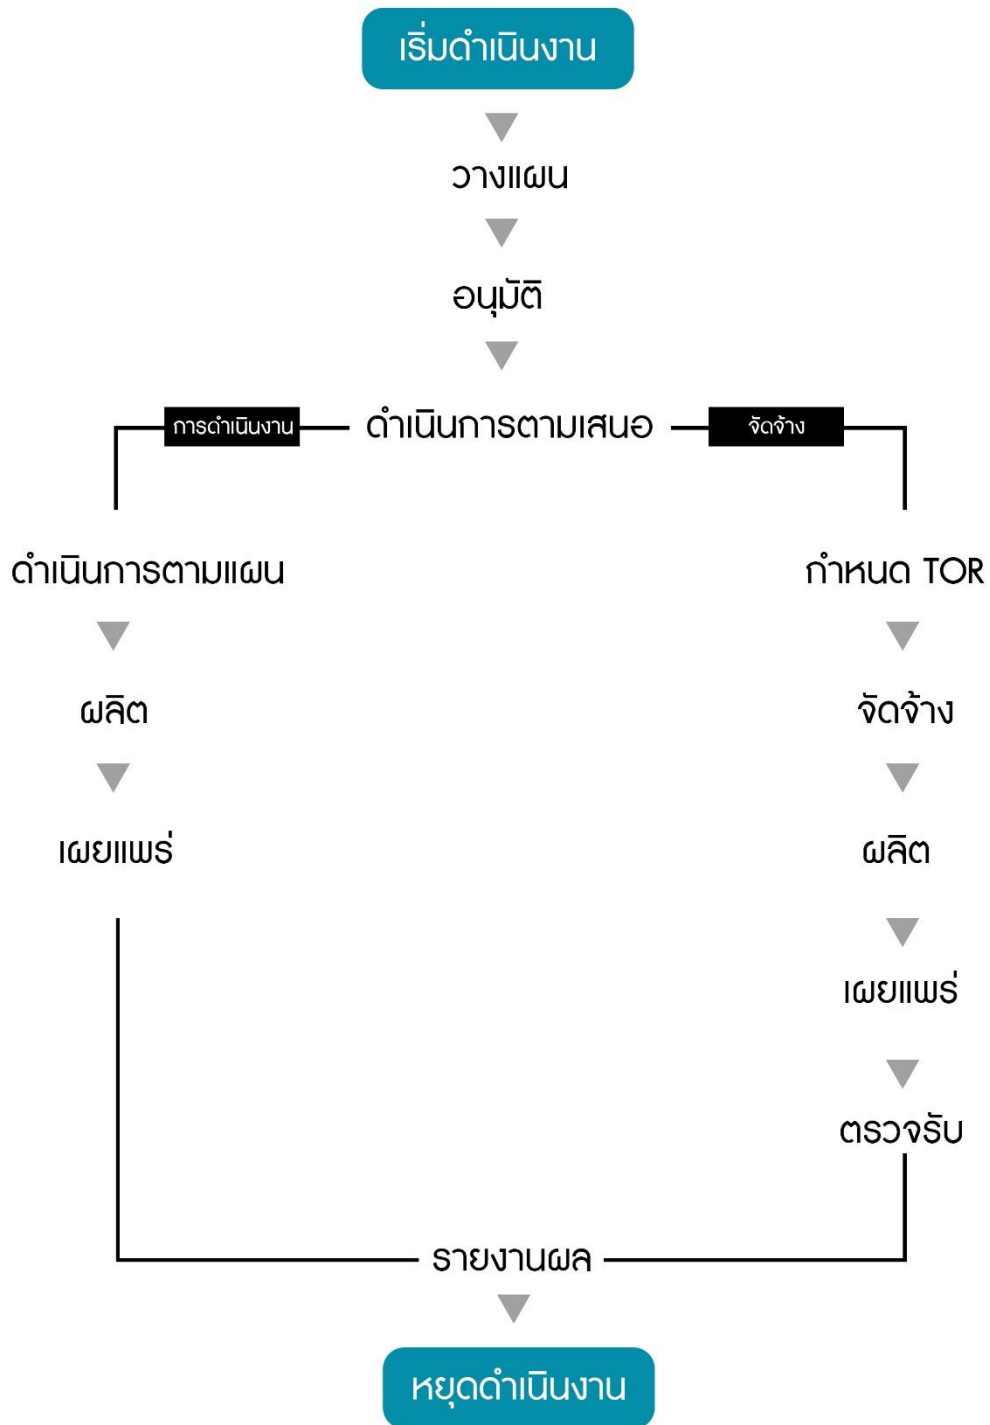 เริ่มดำเนินงาน
วางแผน
อนุมัติ
การดำเนินงาน ดำเนินการตามเสนอ จัดจ้าง
ดำเนินการตามแผน กำหนด TOR
ผลิต จัดจ้าง
เผยแพร่ ผลิต
เผยแพร่
ตรวจรับ
รายงานผล
หยุดดำเนินงาน